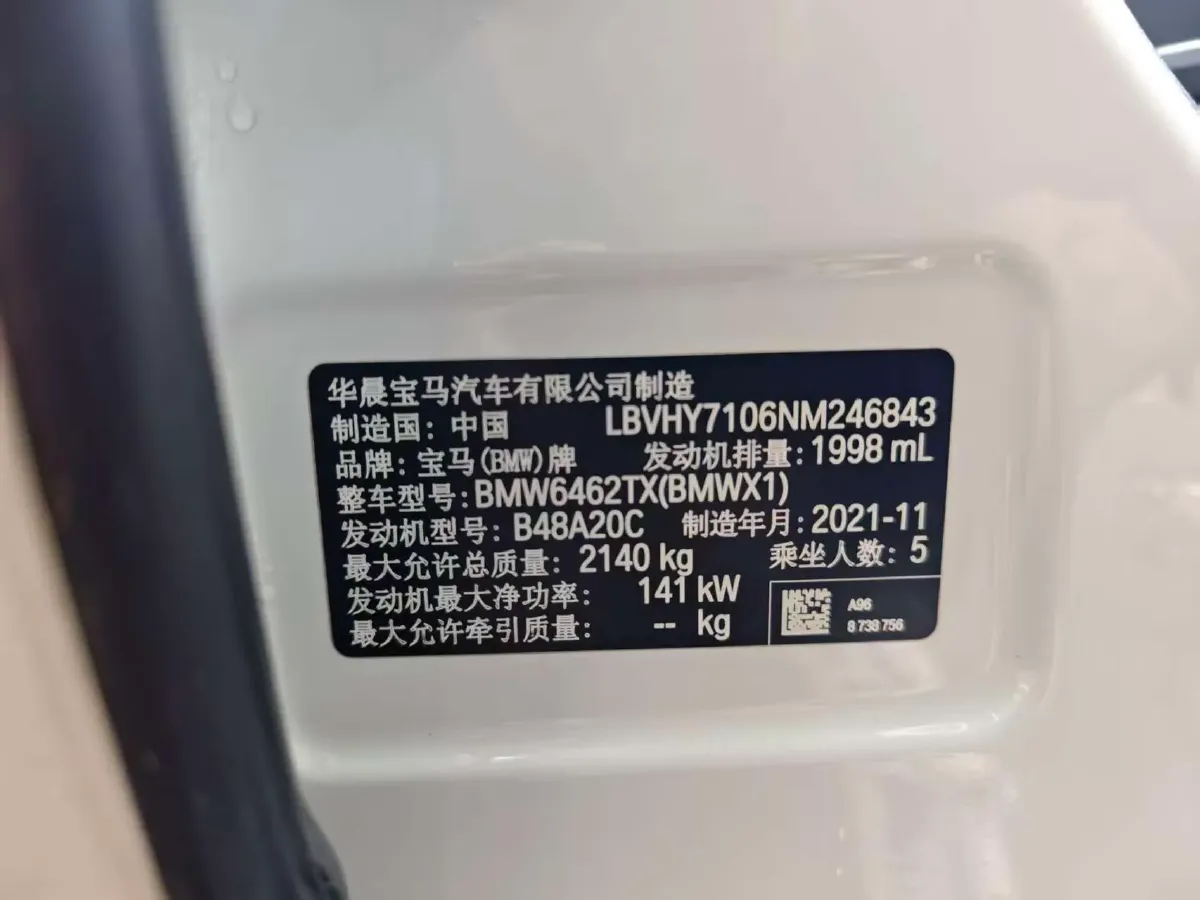 华晨宝马汽车有限公司制造
制造国：中国 LBVHY7106NM246843
品牌：宝马(BMW)牌 发动机排量：1998 mL
整车型号：BMW6462TX(BMWX1)
发动机型号：B48A20C 制造年月：2021-11
最大允许总质量：2140 kg 乘坐人数：5
发动机最大净功率： 141 kW
最大允许牵引质量： -- kg
A96
8 738 756